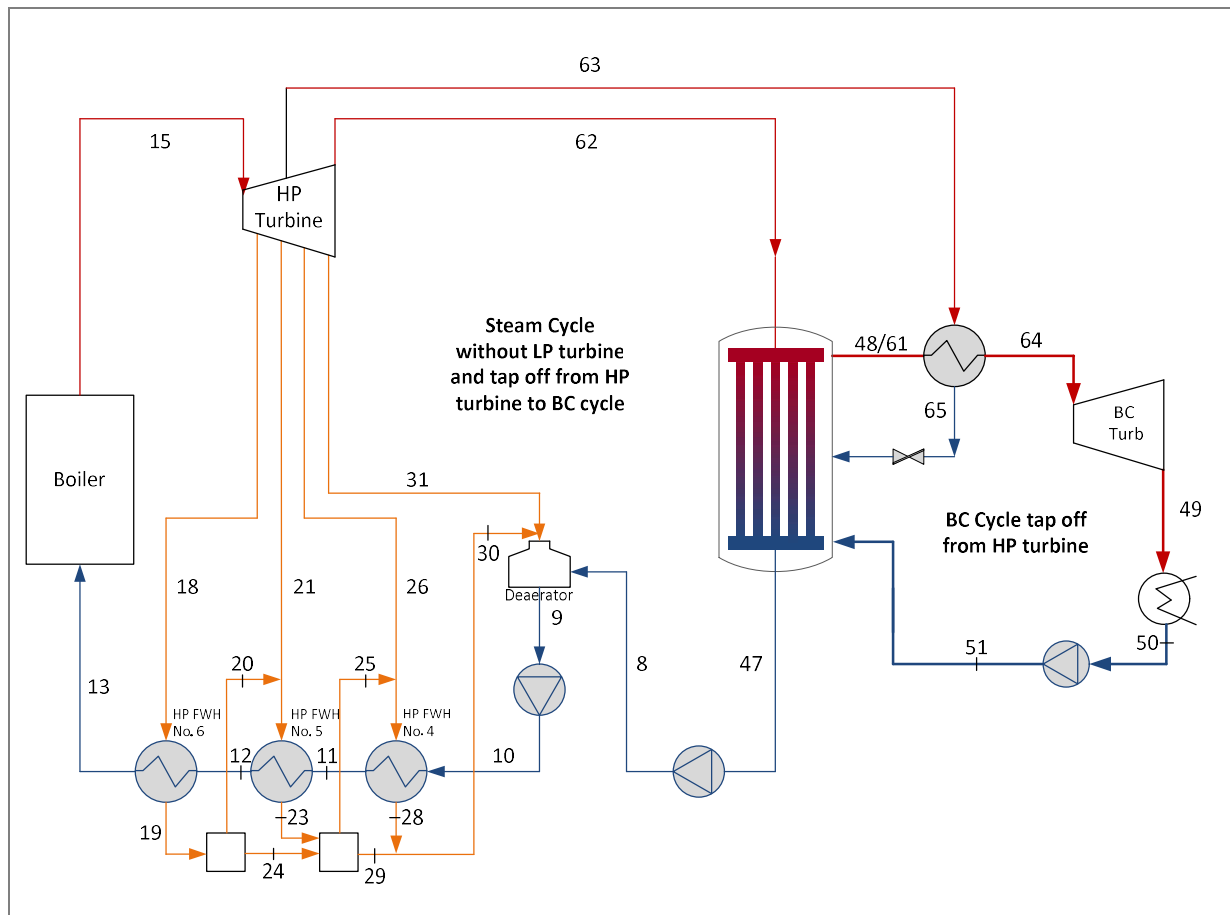 63
15
62
HP
Turbine
Steam Cycle
without LP turbine
and tap off from HP
turbine to BC cycle
48/61
64
65
BC
Turb
Boiler
31
49
BC Cycle tap off
from HP turbine
30
18
21
26
Deaerator
9
51
50
20
25
8
47
13
HP FWH
No. 6
HP FWH
No. 5
HP FWH
No. 4
12
11
10
19
23
28
24
29